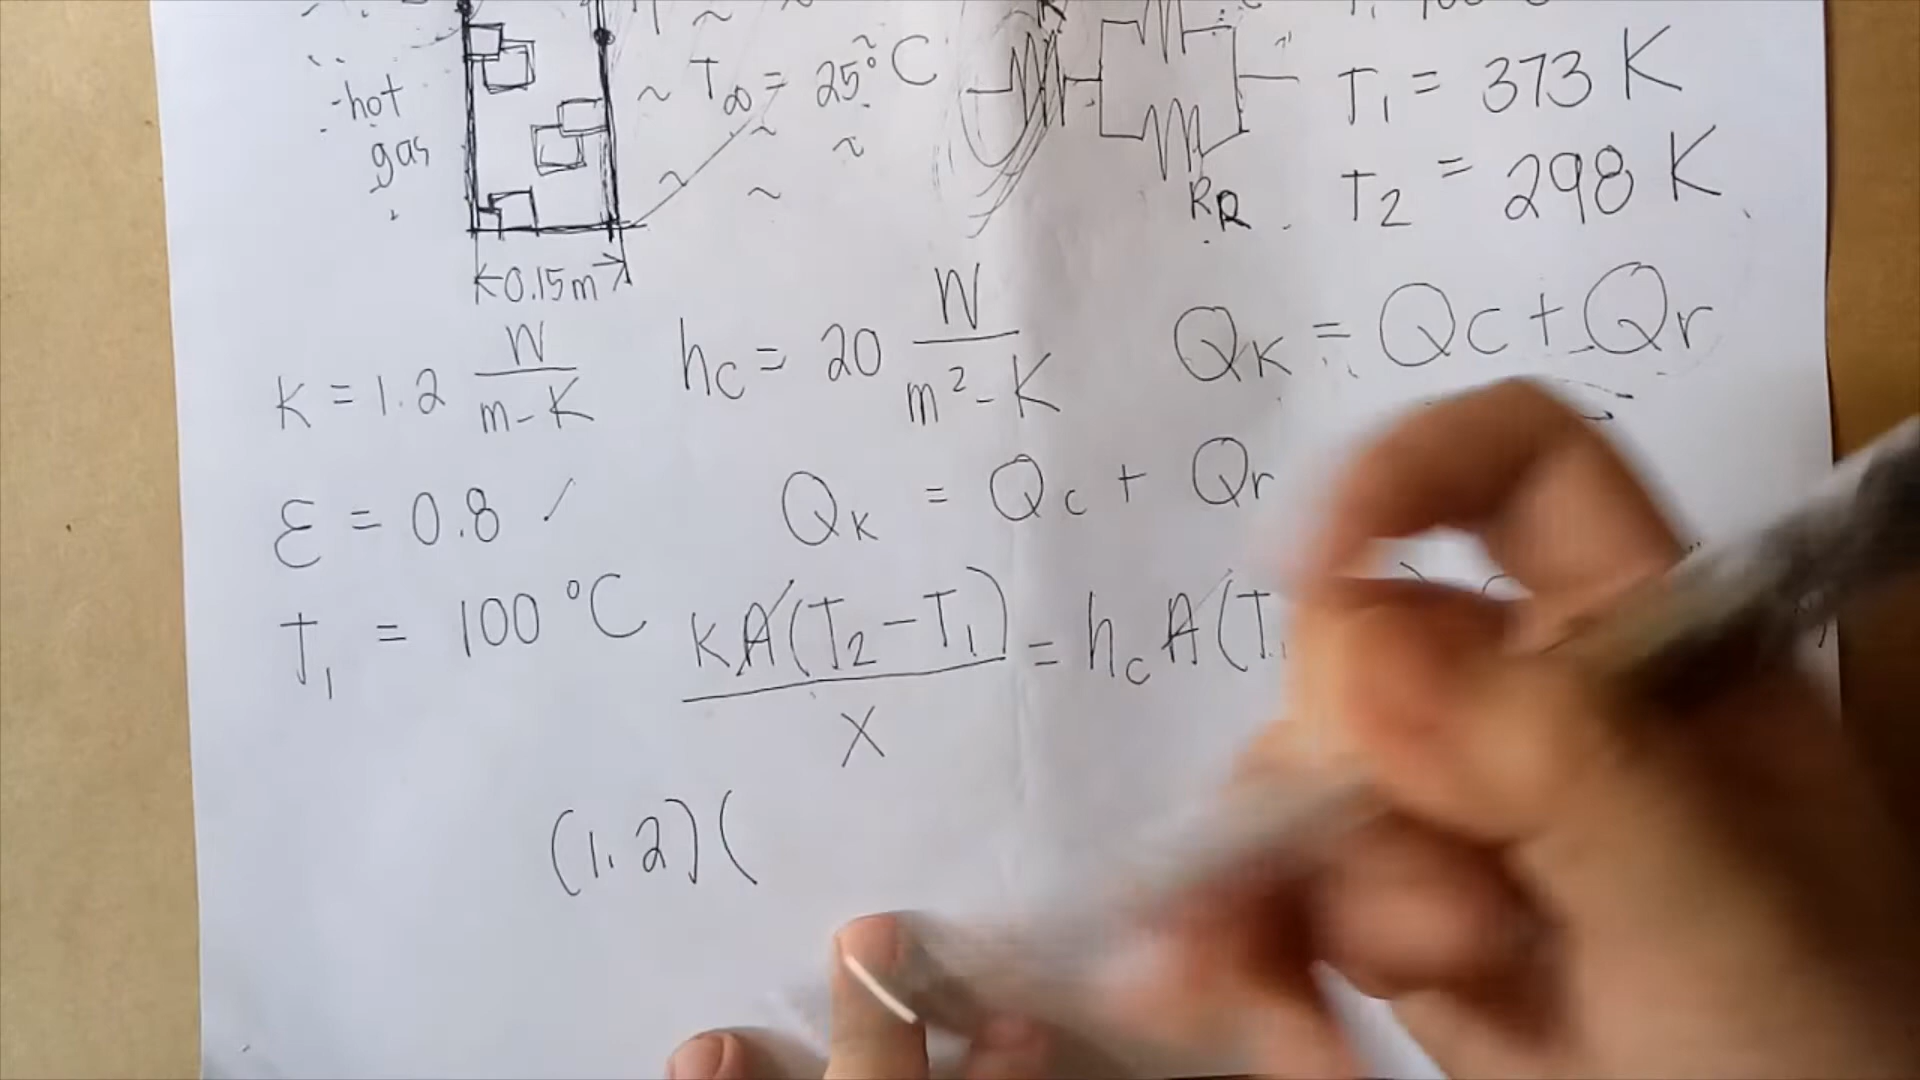 hot
gas
T∞ = 25°C
K 0.15m
RR
T1 = 373 K
T2 = 298 K
K = 1.2 W/m-K
hc = 20 W/m²-K
QK = Qc + Qr
ε = 0.8 ✓
QK = Qc + Qr
T1 = 100 °C
KA(T2 - T1)/X = hc A(T
(1.2)(